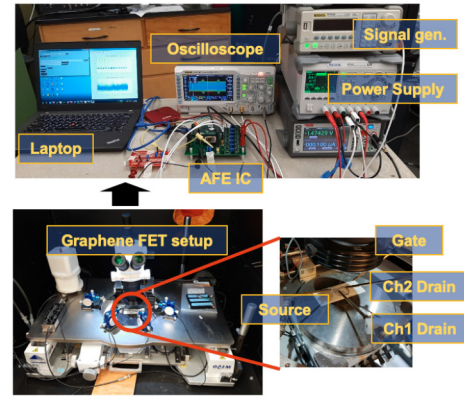 Oscilloscope
Signal gen.
Power Supply
Laptop
AFE IC
Graphene FET setup
Gate
Source
Ch2 Drain
Ch1 Drain